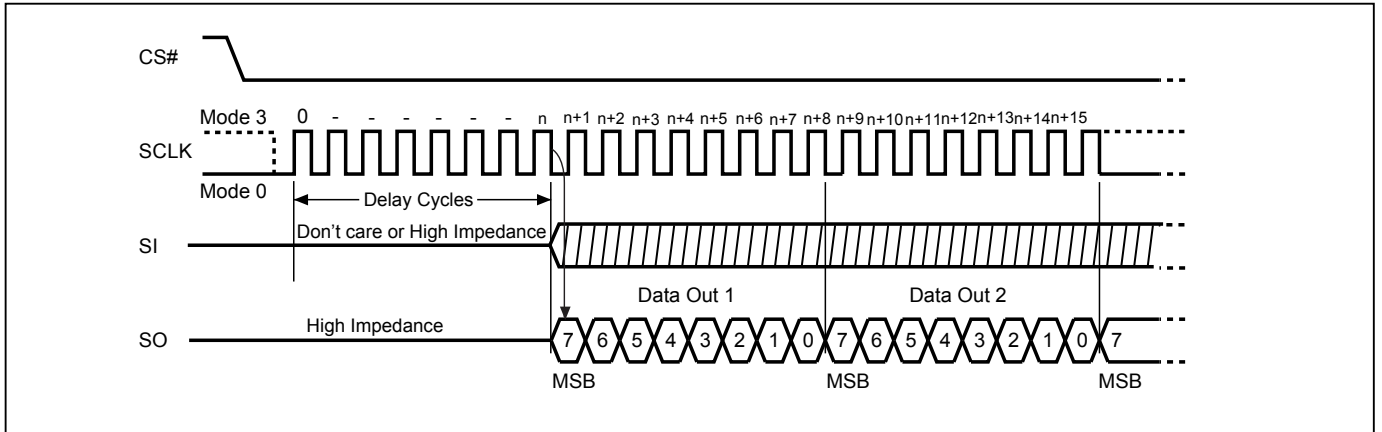 CS#
Mode 3
0 - - - - - - n n+1 n+2 n+3 n+4 n+5 n+6 n+7 n+8 n+9 n+10 n+11 n+12 n+13 n+14 n+15
SCLK
Mode 0
Delay Cycles
Don't care or High Impedance
SI
Data Out 1
Data Out 2
High Impedance
SO
7 6 5 4 3 2 1 0 7 6 5 4 3 2 1 0 7
MSB MSB MSB